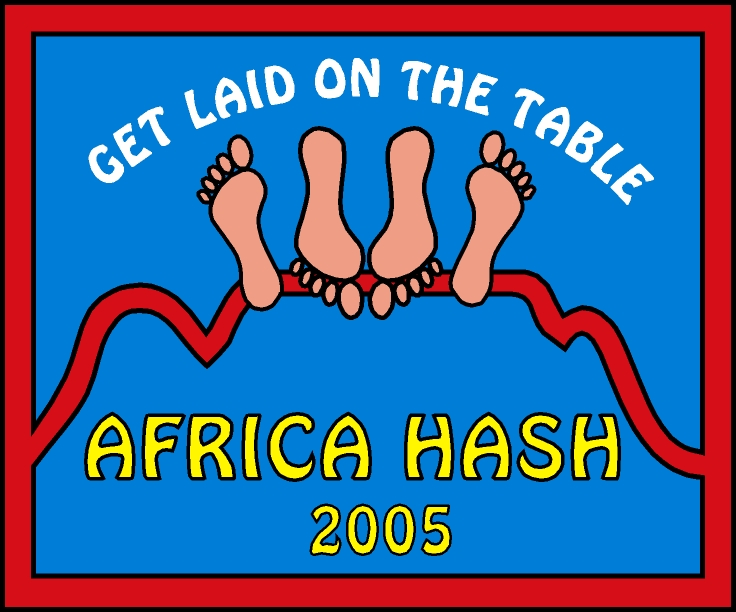 GET LAID ON THE TABLE
AFRICA HASH
2005